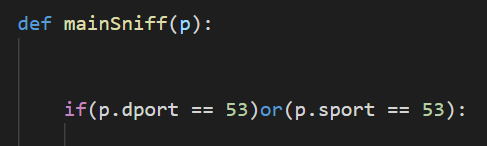 def mainSniff(p):
if(p.dport == 53)or(p.sport == 53):